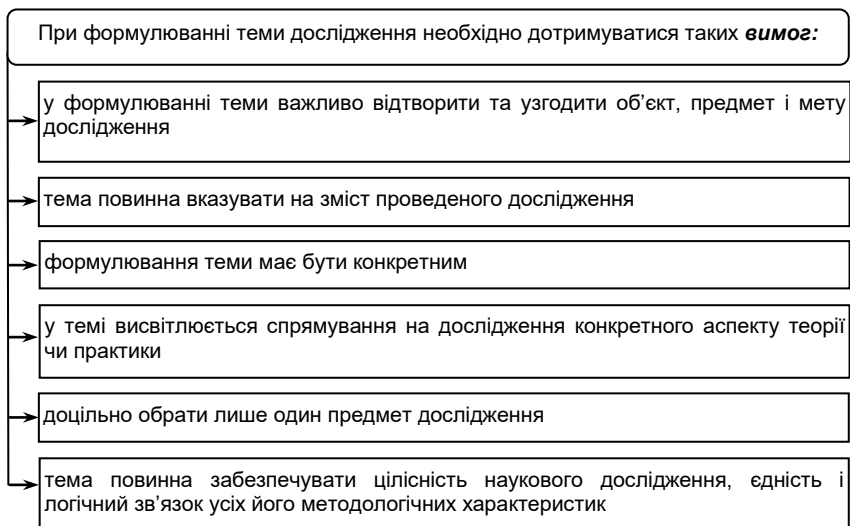 При формулюванні теми дослідження необхідно дотримуватися таких вимог:
у формулюванні теми важливо відтворити та узгодити об’єкт, предмет і мету
дослідження
тема повинна вказувати на зміст проведеного дослідження
формулювання теми має бути конкретним
у темі висвітлюється спрямування на дослідження конкретного аспекту теорії
чи практики
доцільно обрати лише один предмет дослідження
тема повинна забезпечувати цілісність наукового дослідження, єдність і
логічний зв’язок усіх його методологічних характеристик